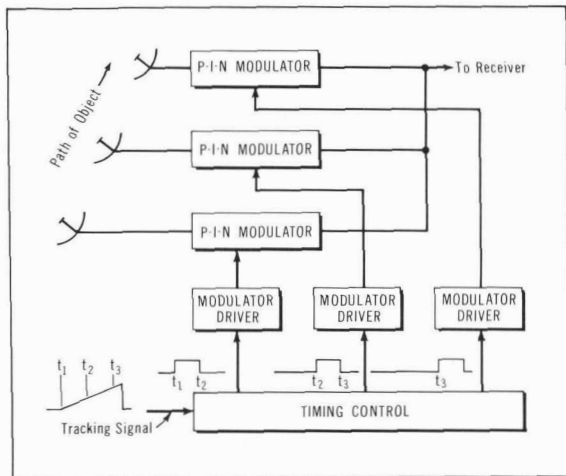 P-I-N MODULATOR
To Receiver
Path of Object
P-I-N MODULATOR
P-I-N MODULATOR
MODULATOR
DRIVER
MODULATOR
DRIVER
MODULATOR
DRIVER
t1 t2 t3
t1 t2
t2 t3
t3
TIMING CONTROL
Tracking Signal